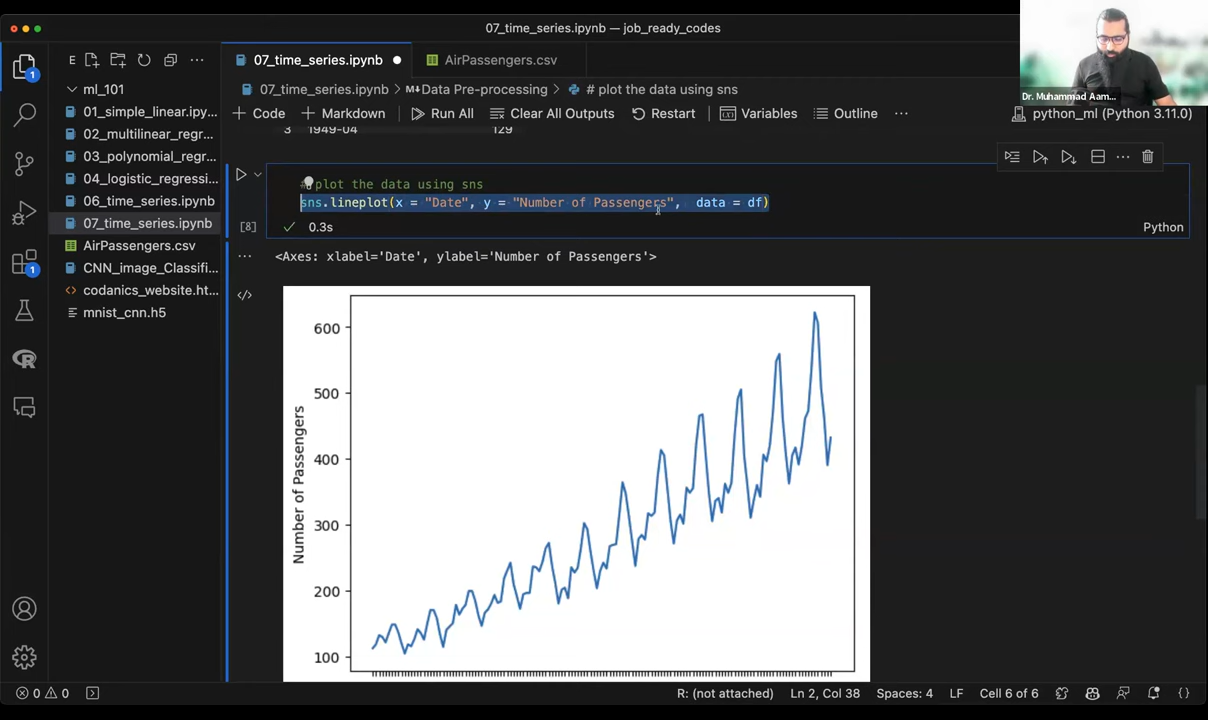 07_time_series.ipynb — job_ready_codes
Dr. Muhammad Aam...
E
07_time_series.ipynb
AirPassengers.csv
07_time_series.ipynb > Data Pre-processing > # plot the data using sns
Code
Markdown
Run All
Clear All Outputs
Restart
Variables
Outline
python_ml (Python 3.11.0)
ml_101
01_simple_linear.ipy...
02_multilinear_regr...
03_polynomial_regr...
04_logistic_regressi...
06_time_series.ipynb
07_time_series.ipynb
AirPassengers.csv
CNN_image_Classifi...
codanics_website.ht...
mnist_cnn.h5
3 1949-04 129
# plot the data using sns
sns.lineplot(x = "Date", y = "Number of Passengers", data = df)
[8]
0.3s
Python
<Axes: xlabel='Date', ylabel='Number of Passengers'>
600
500
400
300
200
100
Number of Passengers
1
1
0 0
R: (not attached)
Ln 2, Col 38
Spaces: 4
LF
Cell 6 of 6